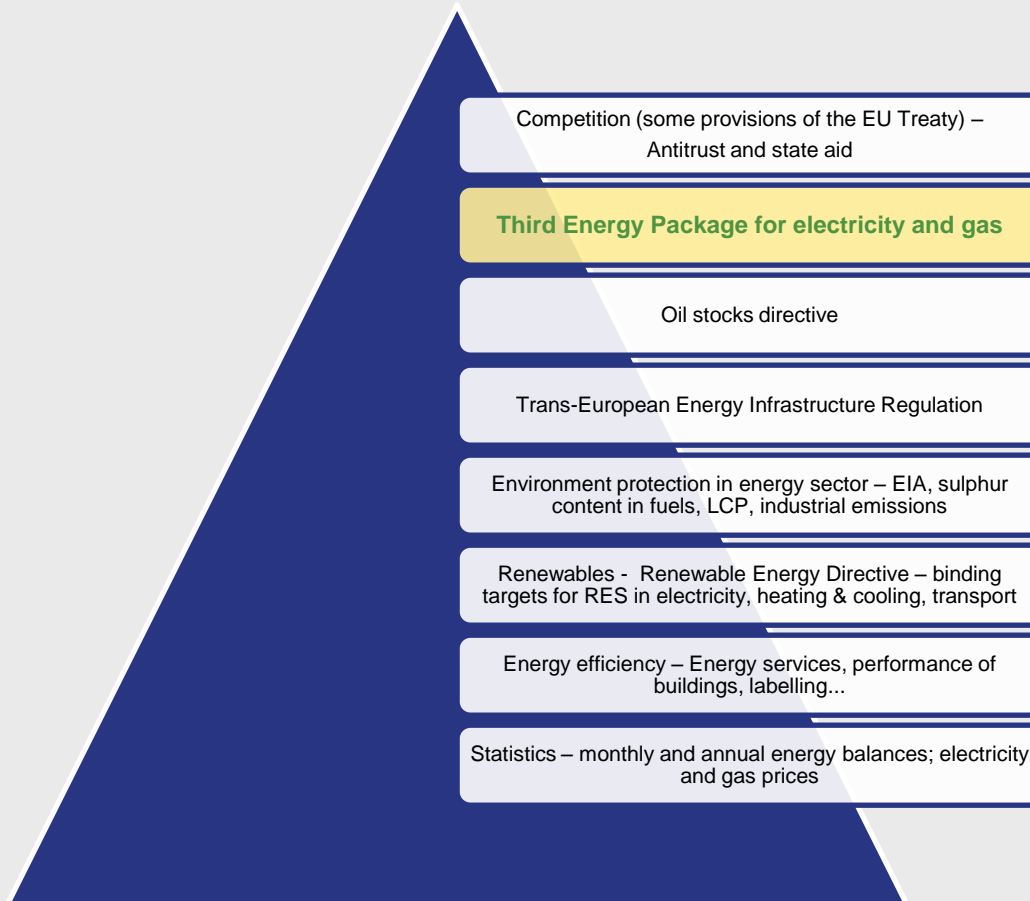 Competition (some provisions of the EU Treaty) –
Antitrust and state aid
Third Energy Package for electricity and gas
Oil stocks directive
Trans-European Energy Infrastructure Regulation
Environment protection in energy sector – EIA, sulphur
content in fuels, LCP, industrial emissions
Renewables - Renewable Energy Directive – binding
targets for RES in electricity, heating & cooling, transport
Energy efficiency – Energy services, performance of
buildings, labelling...
Statistics – monthly and annual energy balances; electricity
and gas prices